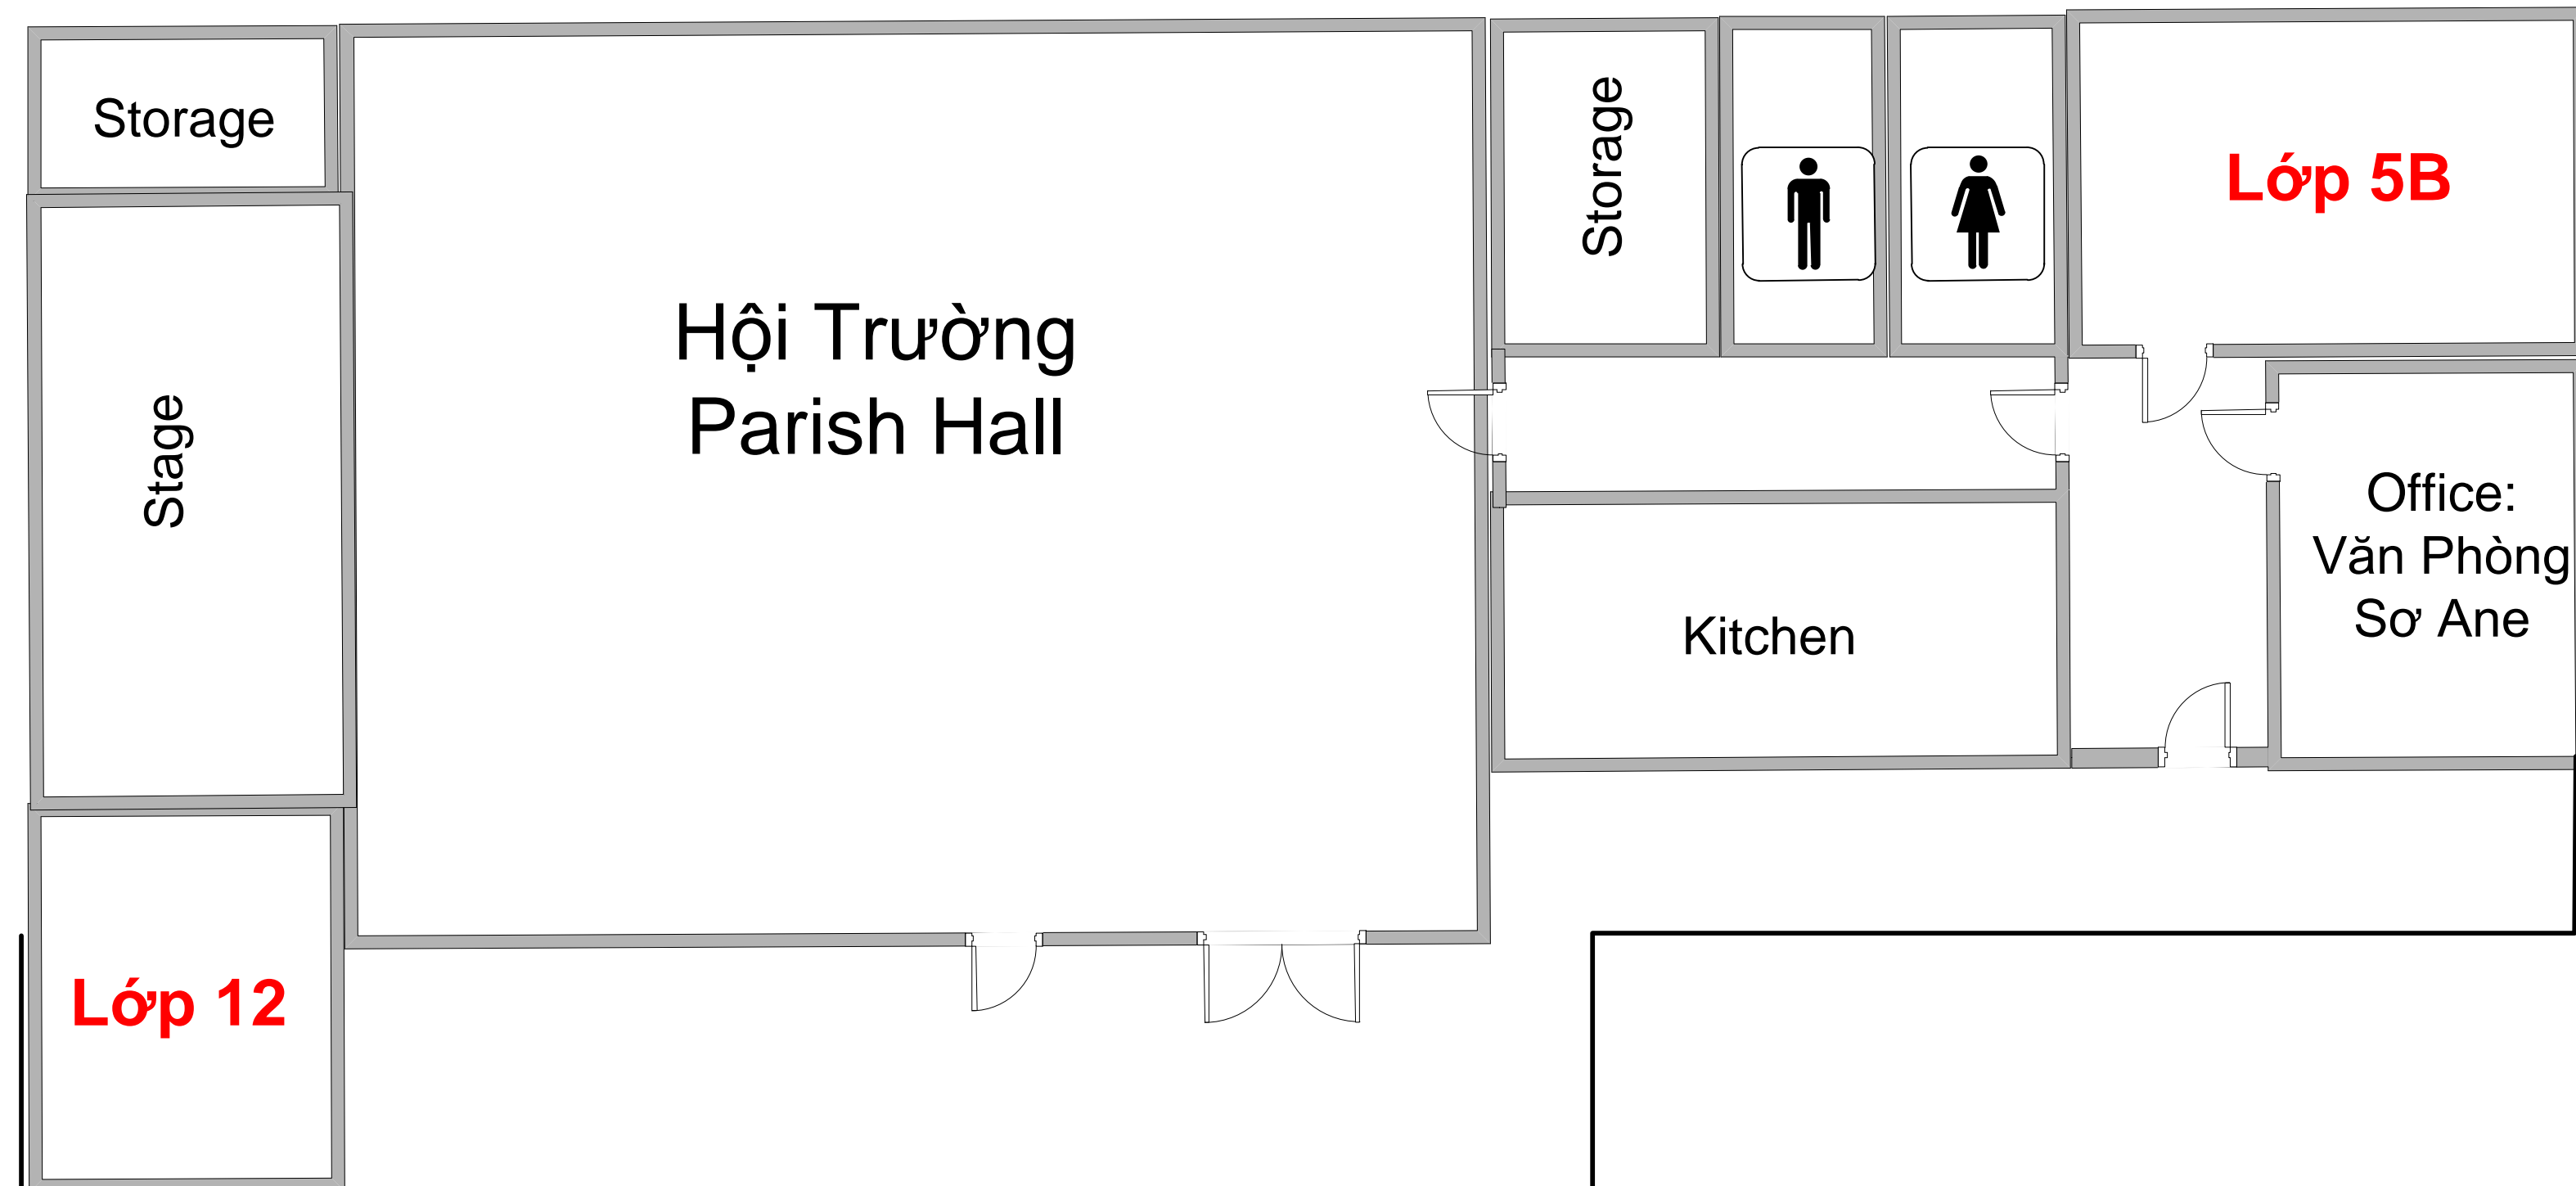 Storage
Storage
Lớp 5B
Hội Trường
Parish Hall
Stage
Office:
Văn Phòng
Sơ Ane
Kitchen
Lớp 12